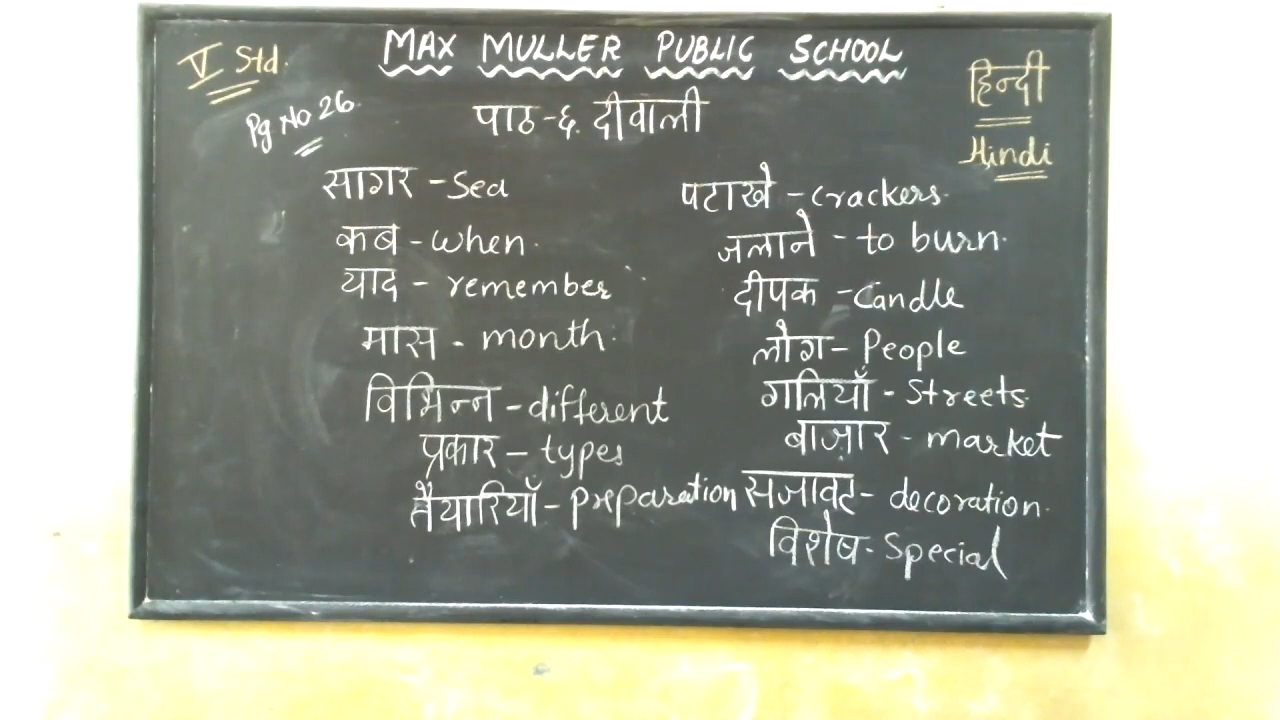 MAX MULLER PUBLIC SCHOOL
V Std.
हिन्दी
Pg No 26.
पाठ-६. दीवाली
Hindi
सागर - Sea
कब - when.
याद - remember
मास - month.
विभिन्न - different
प्रकार - types
तैयारियाँ - preparation
पटाखे - crackers.
जलाने - to burn.
दीपक - Candle
लोग - People
गलियाँ - Streets.
बाज़ार - market
सजावट - decoration.
विशेष - Special